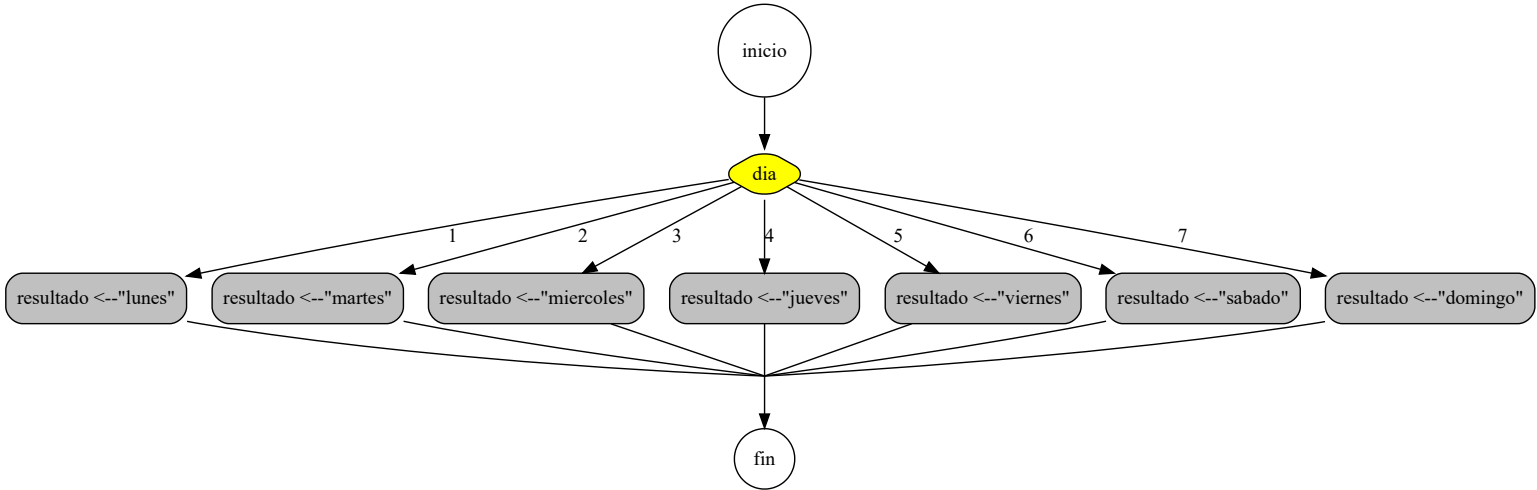 inicio
dia
1
2
3
4
5
6
7
resultado <--"lunes"
resultado <--"martes"
resultado <--"miercoles"
resultado <--"jueves"
resultado <--"viernes"
resultado <--"sabado"
resultado <--"domingo"
fin